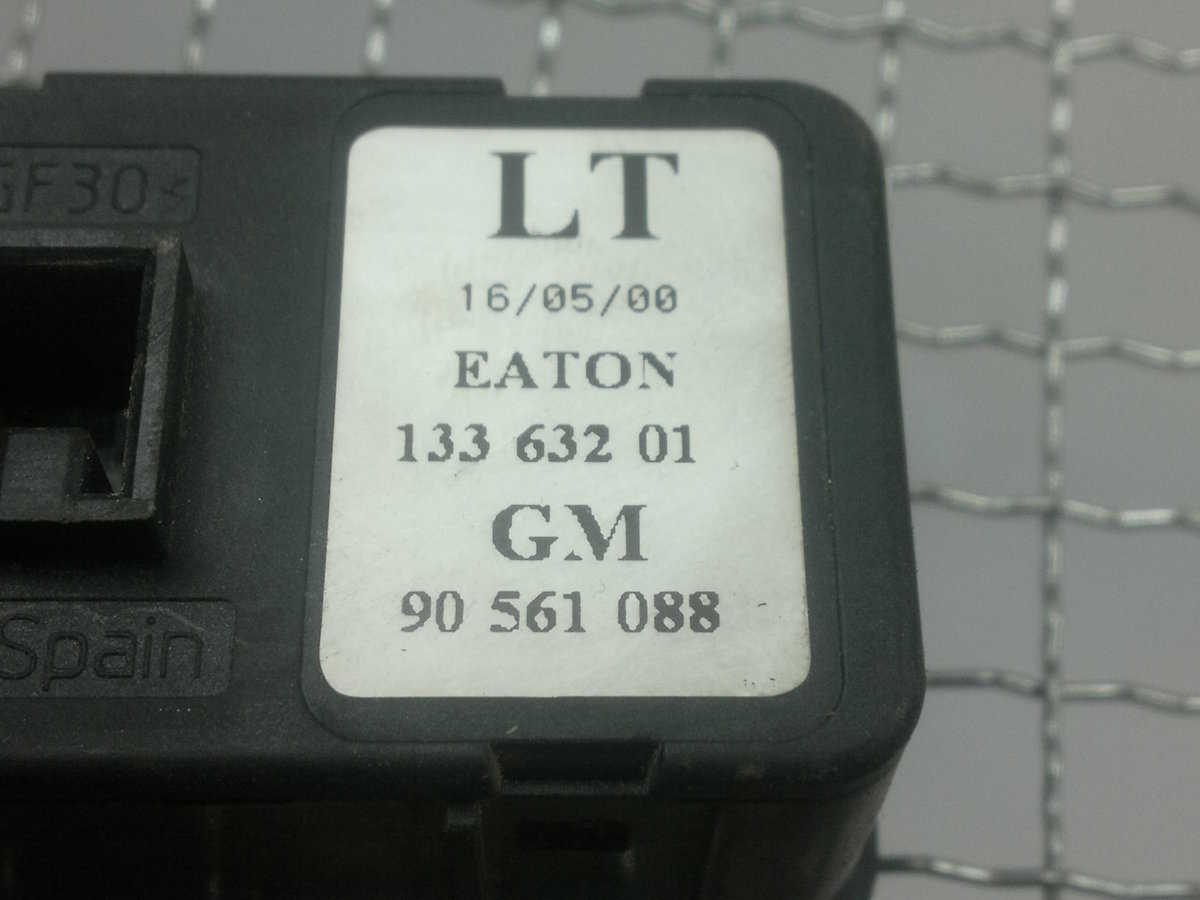 GF30<
LT
16/05/00
EATON
133 632 01
GM
90 561 088
Spain